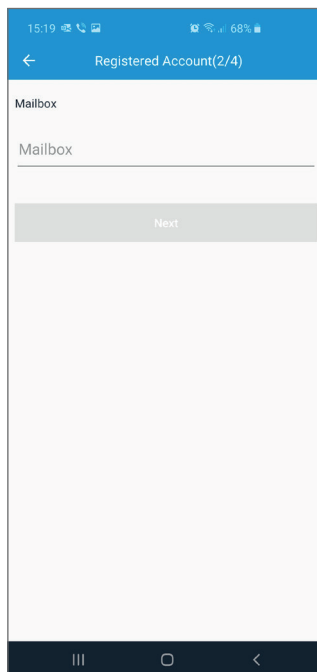 15:19 68%
Registered Account(2/4)
Mailbox
Mailbox
Next